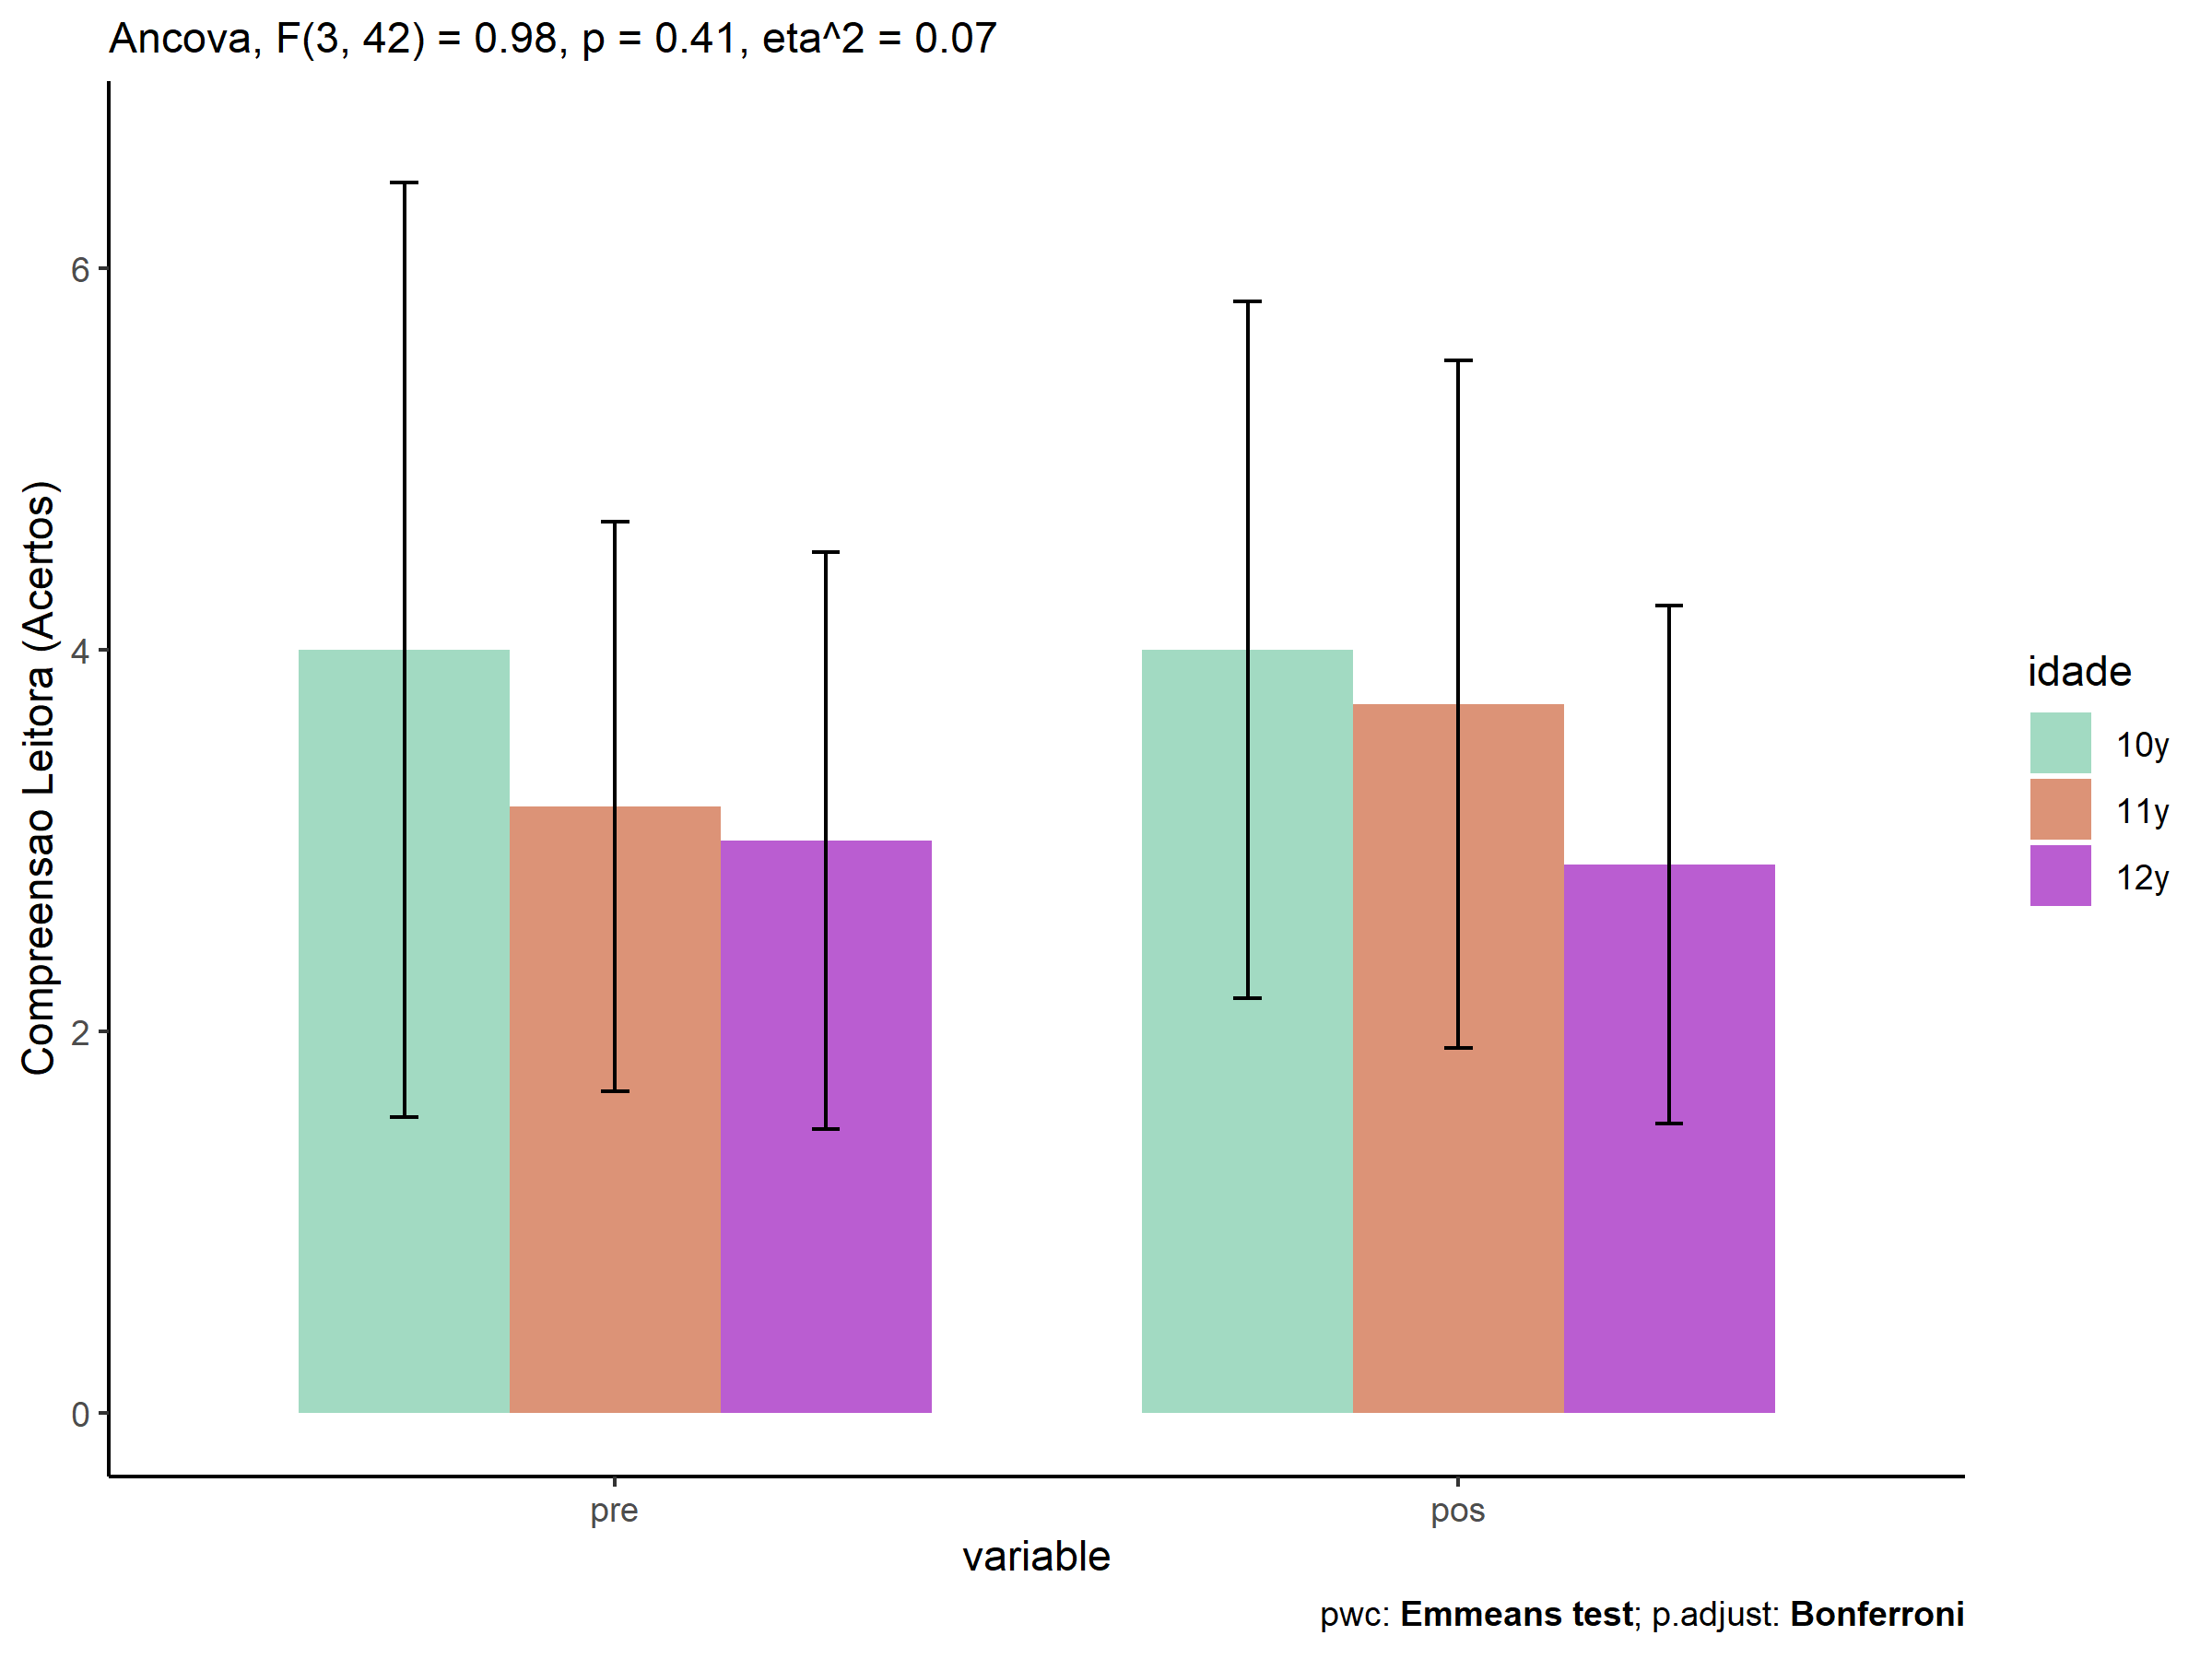 Ancova, F(3, 42) = 0.98, p = 0.41, eta^2 = 0.07
Compreensao Leitora (Acertos)
6
4
2
0
pre
pos
variable
idade
10y
11y
12y
pwc: Emmeans test; p.adjust: Bonferroni